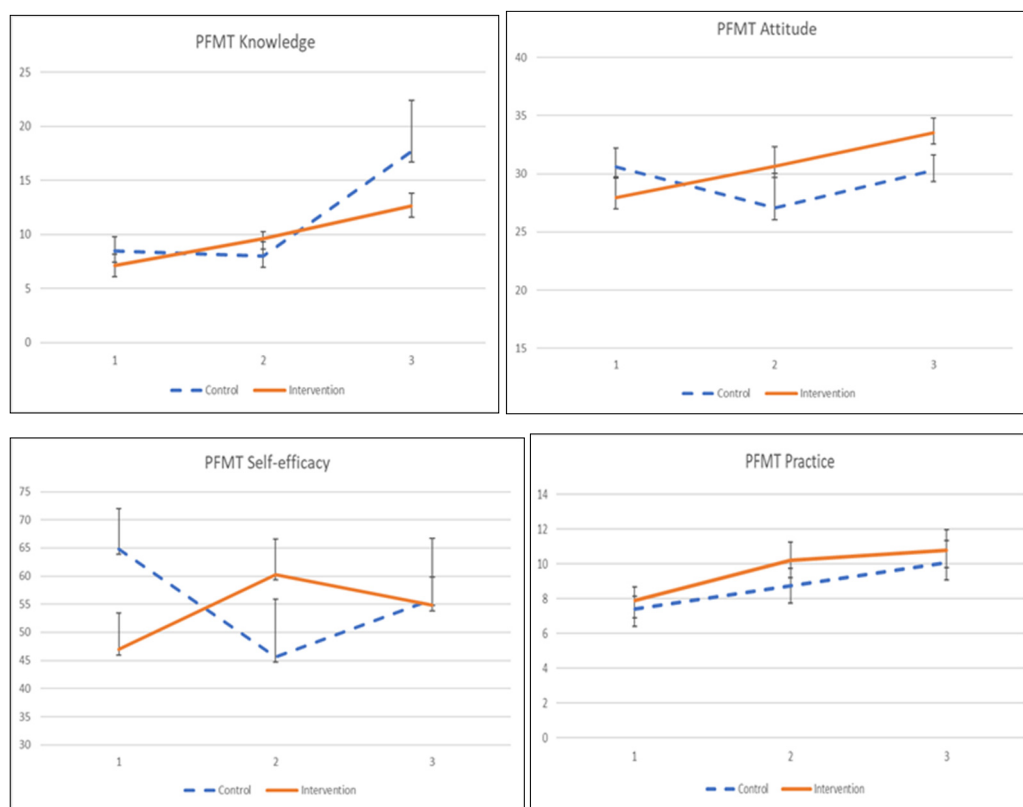 PFMT Knowledge
25
20
15
10
5
0
1 2 3
Control Intervention
PFMT Attitude
40
35
30
25
20
15
1 2 3
Control Intervention
PFMT Self-efficacy
75
70
65
60
55
50
45
40
35
30
1 2 3
Control Intervention
PFMT Practice
14
12
10
8
6
4
2
0
1 2 3
Control Intervention